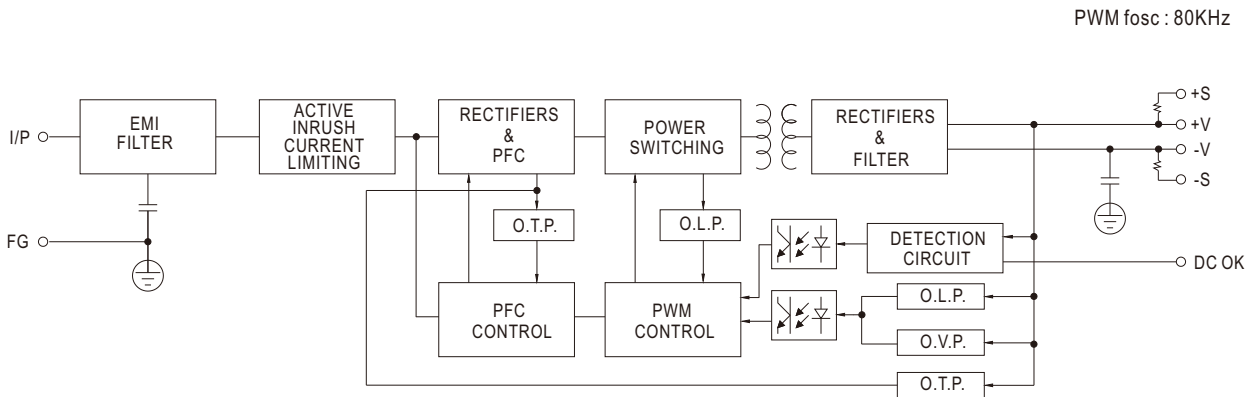 PWM fosc : 80KHz
I/P
EMI
FILTER
ACTIVE
INRUSH
CURRENT
LIMITING
RECTIFIERS
&
PFC
POWER
SWITCHING
RECTIFIERS
&
FILTER
+S
+V
-V
-S
FG
O.T.P.
O.L.P.
DETECTION
CIRCUIT
DC OK
PFC
CONTROL
PWM
CONTROL
O.L.P.
O.V.P.
O.T.P.